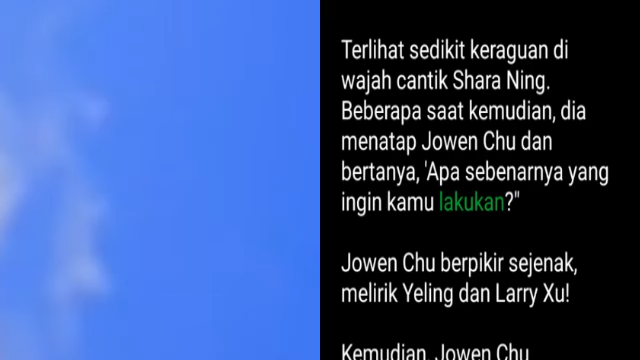 Terlihat sedikit keraguan di
wajah cantik Shara Ning.
Beberapa saat kemudian, dia
menatap Jowen Chu dan
bertanya, 'Apa sebenarnya yang
ingin kamu lakukan?"
Jowen Chu berpikir sejenak,
melirik Yeling dan Larry Xu!
Kemudian, Jowen Chu